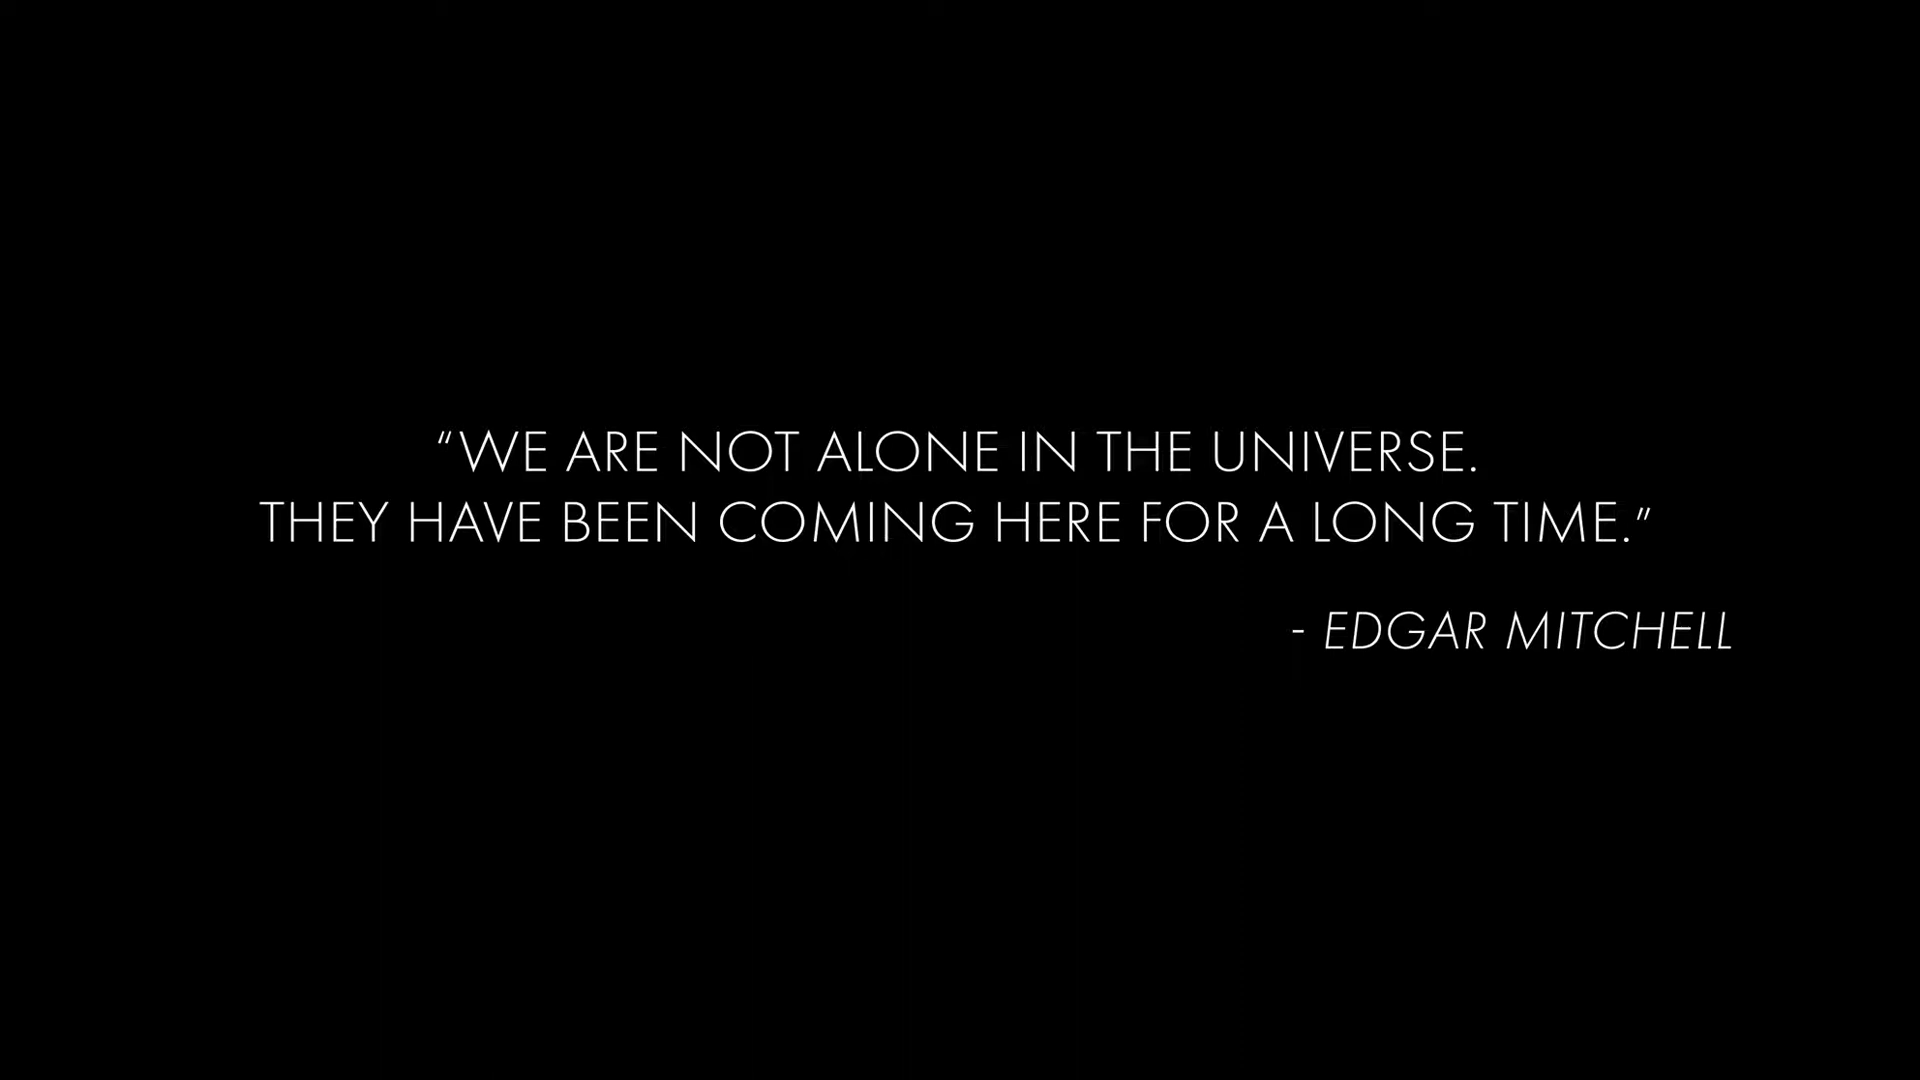 “WE ARE NOT ALONE IN THE UNIVERSE.
THEY HAVE BEEN COMING HERE FOR A LONG TIME.”
- EDGAR MITCHELL